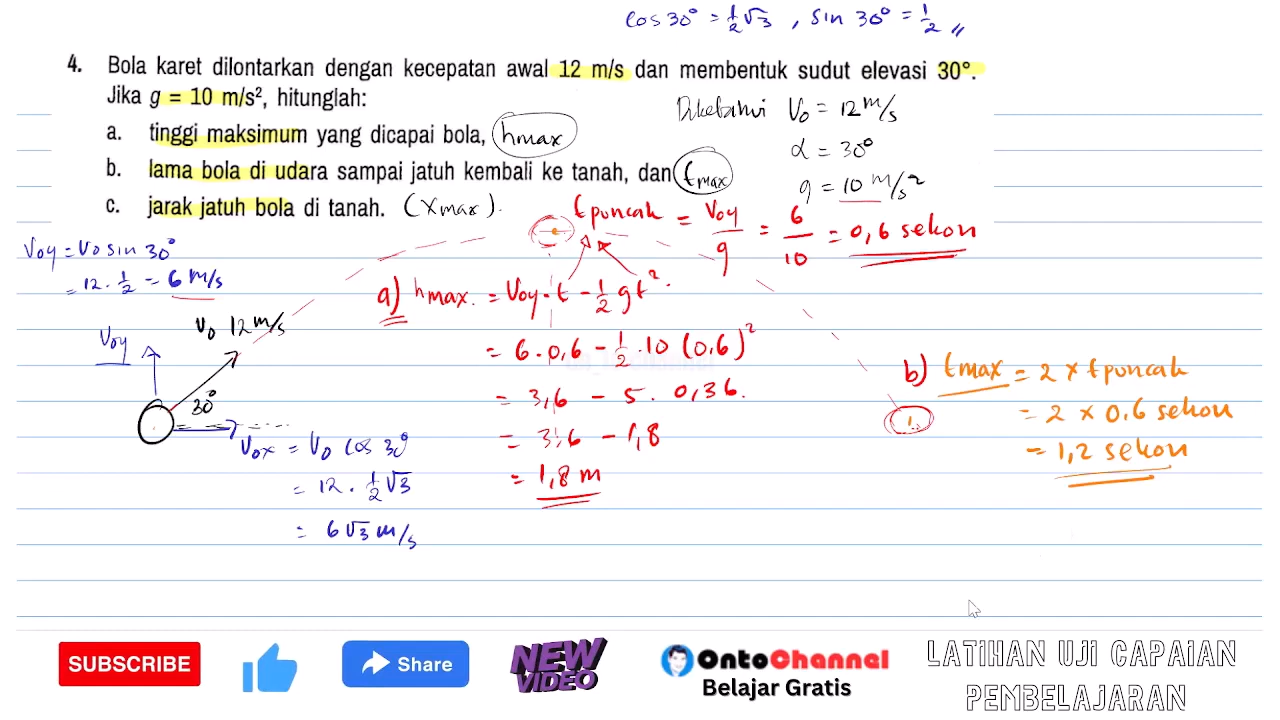 cos 30° = ½√3 , sin 30° = ½ //
4. Bola karet dilontarkan dengan kecepatan awal 12 m/s dan membentuk sudut elevasi 30°.
Jika g = 10 m/s², hitunglah:
a. tinggi maksimum yang dicapai bola, hmax
b. lama bola di udara sampai jatuh kembali ke tanah, dan tmax
c. jarak jatuh bola di tanah. (Xmax).
Diketahui V₀ = 12 m/s
α = 30°
g = 10 m/s²
tpuncak = Voy/g = 6/10 = 0,6 sekon
Voy = Vo sin 30°
= 12 . ½ = 6 m/s
Voy
Vo 12 m/s
30°
Vox = Vo cos 30°
= 12 . ½√3
= 6√3 m/s
a) hmax. = Voy . t - ½ gt².
= 6 . 0,6 - ½ . 10 (0,6)²
= 3,6 - 5 . 0,36.
= 3,6 - 1,8
= 1,8 m
b) tmax = 2 x tpuncak
= 2 x 0,6 sekon
= 1,2 sekon
SUBSCRIBE
Share
NEW VIDEO
OntoChannel
Belajar Gratis
LATIHAN UJI CAPAIAN
PEMBELAJARAN